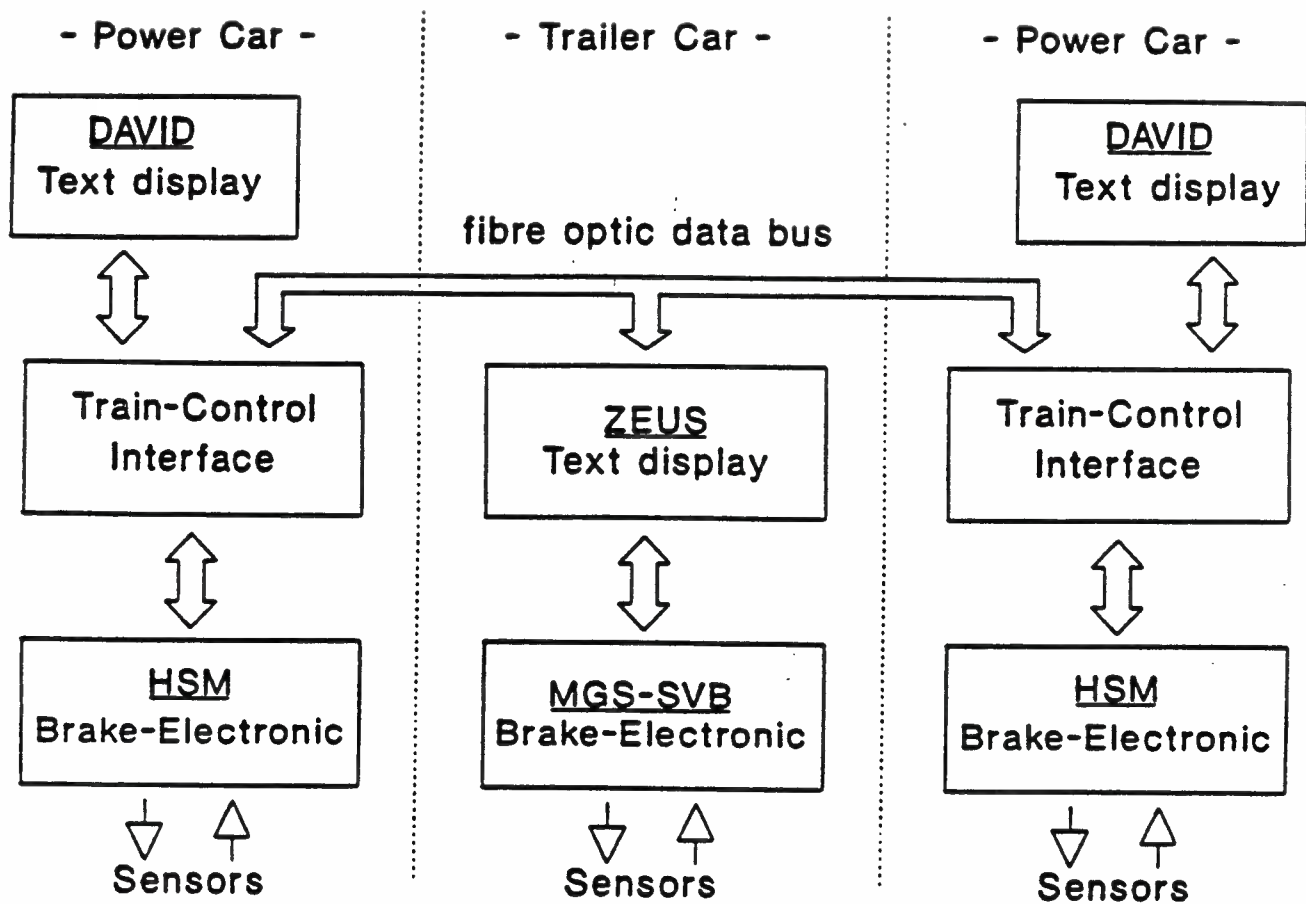 - Power Car -
- Trailer Car -
- Power Car -
DAVID
Text display
DAVID
Text display
fibre optic data bus
Train-Control
Interface
ZEUS
Text display
Train-Control
Interface
HSM
Brake-Electronic
MGS-SVB
Brake-Electronic
HSM
Brake-Electronic
Sensors
Sensors
Sensors